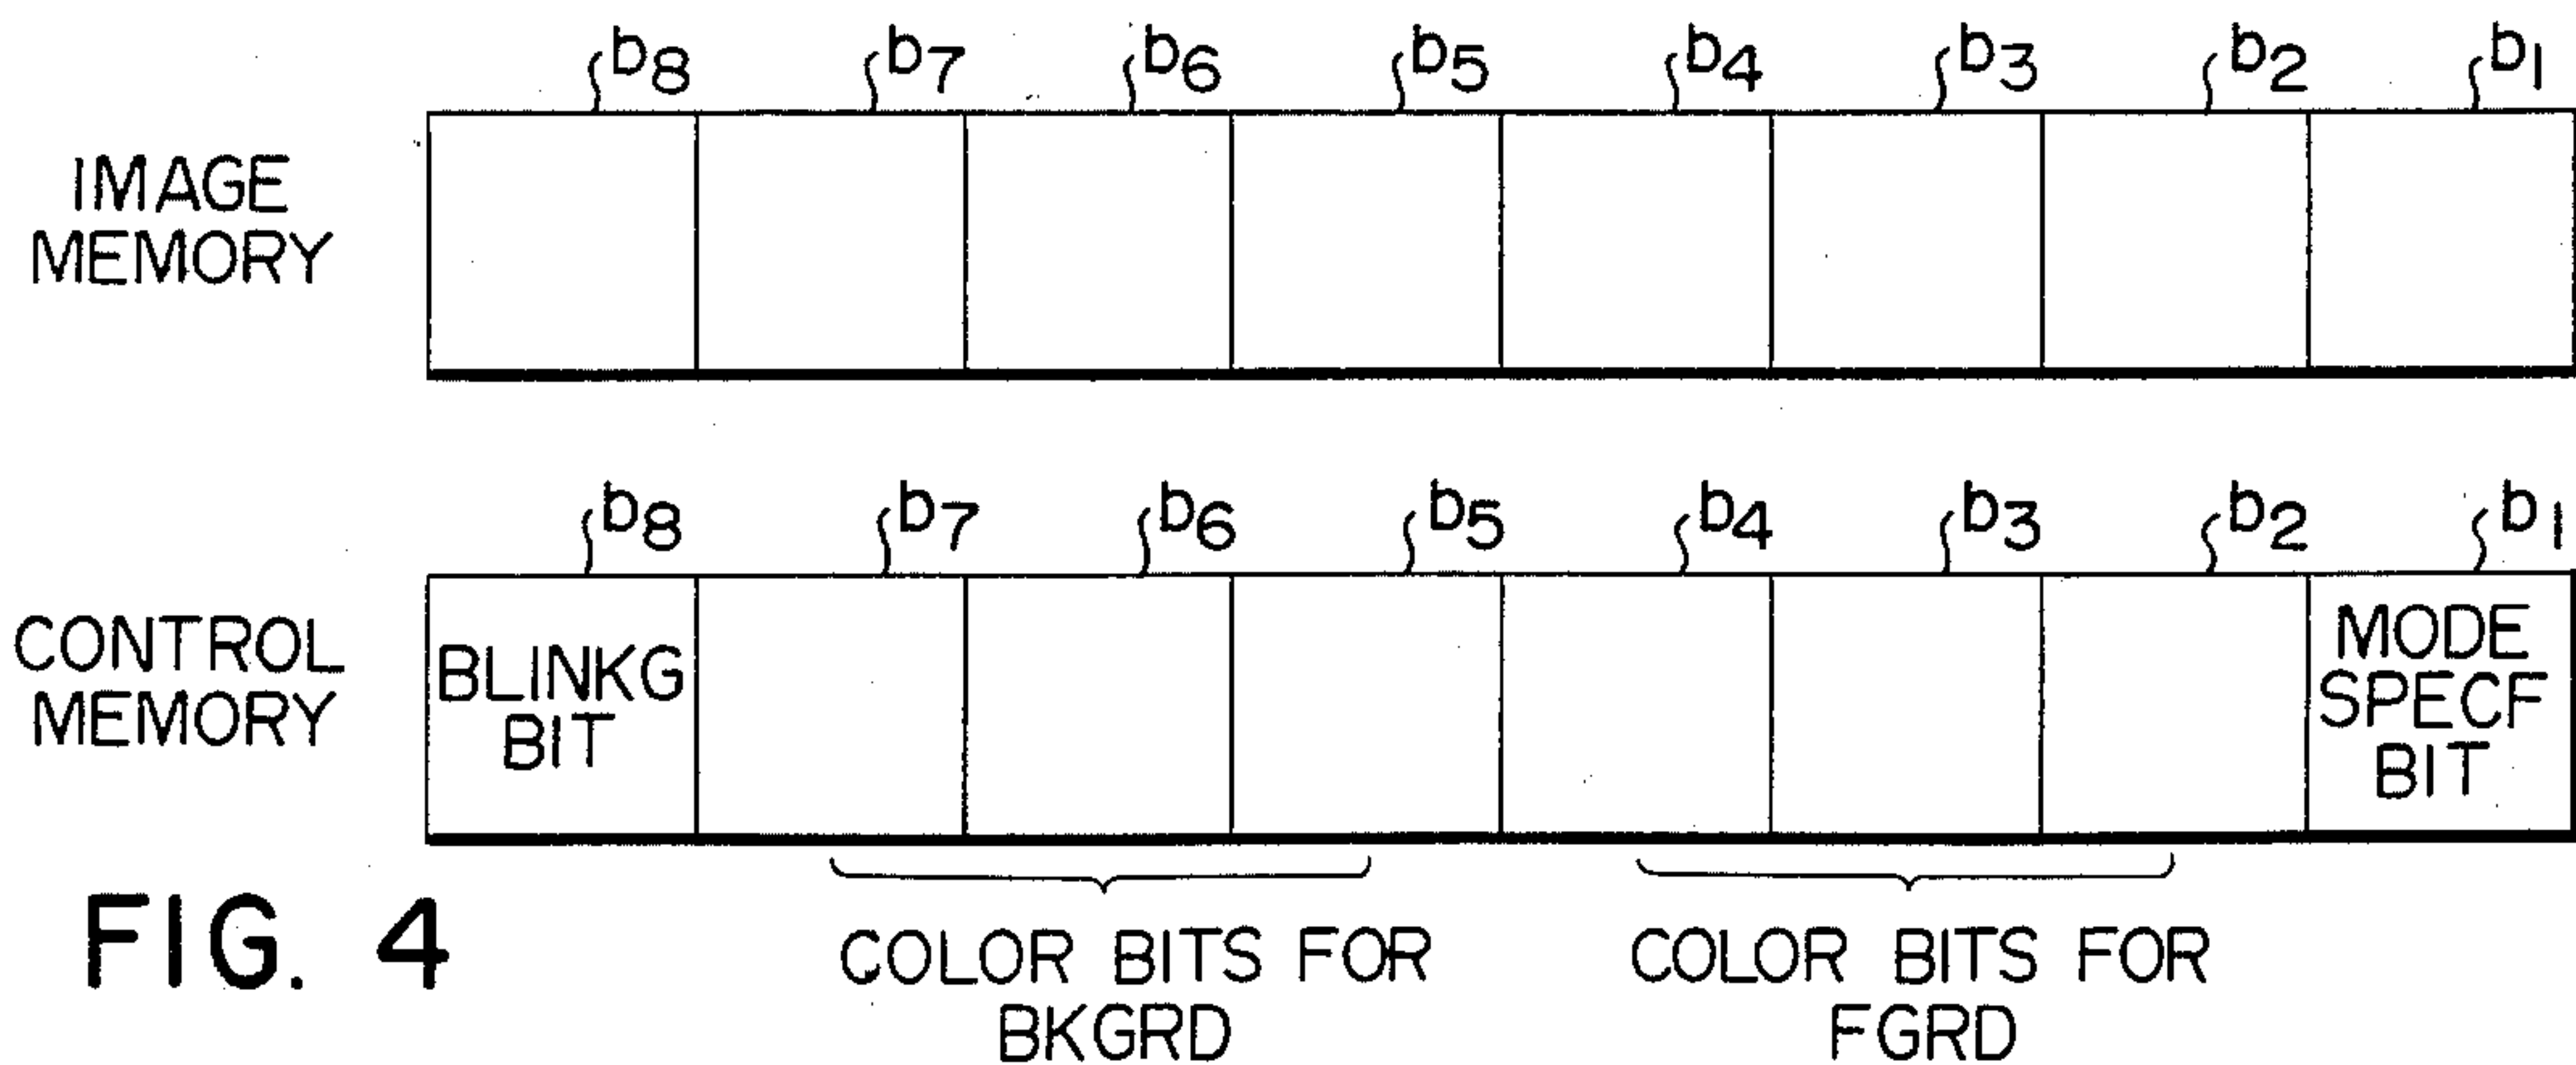 b8 b7 b6 b5 b4 b3 b2 b1
IMAGE
MEMORY
b8 b7 b6 b5 b4 b3 b2 b1
CONTROL
MEMORY
BLINKG
BIT
MODE
SPECF
BIT
COLOR BITS FOR
BKGRD
COLOR BITS FOR
FGRD
FIG. 4